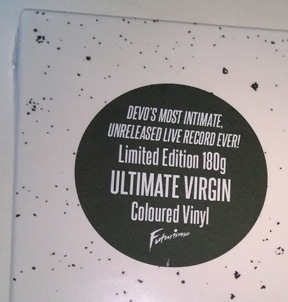 DEVO'S MOST INTIMATE,
UNRELEASED LIVE RECORD EVER!
Limited Edition 180g
ULTIMATE VIRGIN
Coloured Vinyl
Futurismo